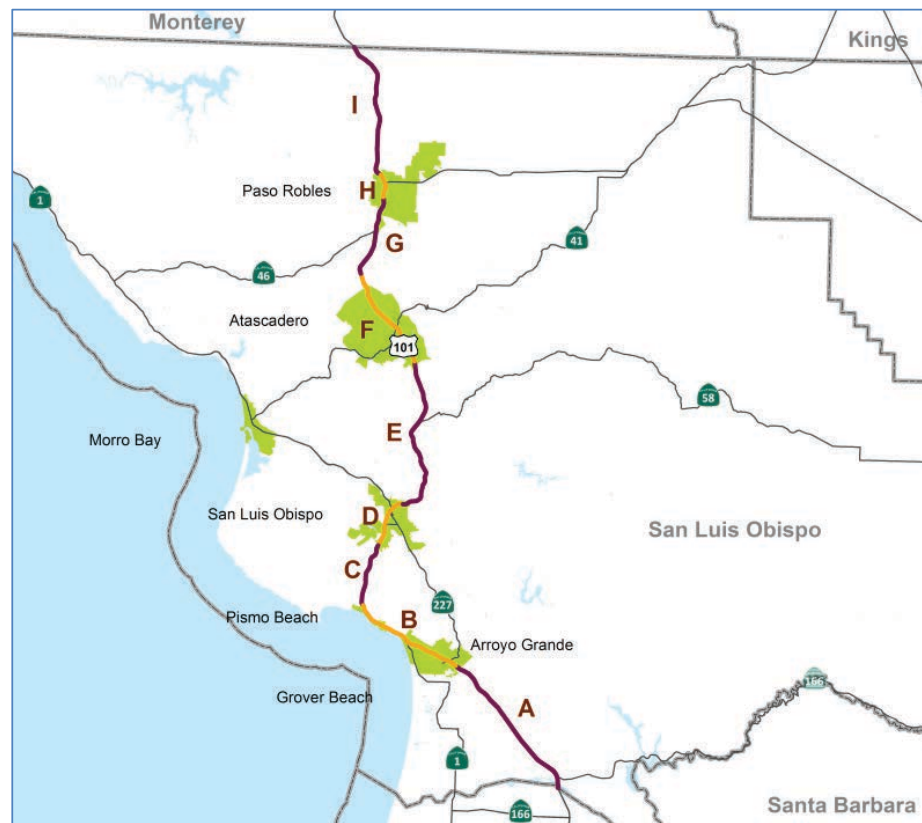 Monterey
Kings
I
1
Paso Robles
H
G
41
46
Atascadero
F
101
58
E
Morro Bay
San Luis Obispo
D
San Luis Obispo
C
227
Pismo Beach
B
Arroyo Grande
166
Grover Beach
A
1
166
Santa Barbara